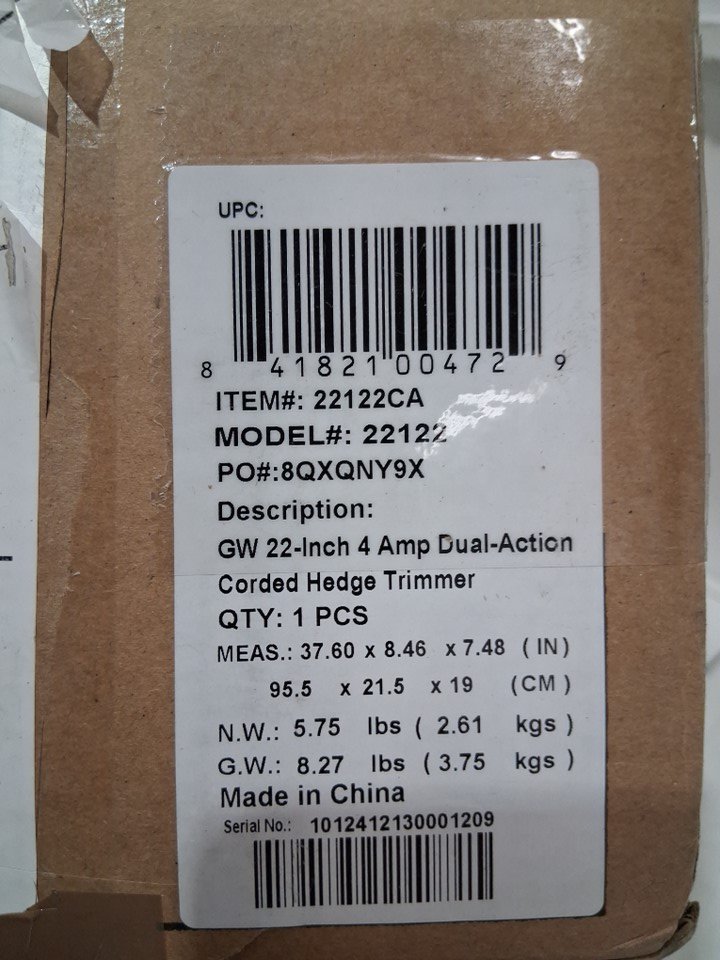 UPC:
8 41821 00472 9
ITEM#: 22122CA
MODEL#: 22122
PO#:8QXQNY9X
Description:
GW 22-Inch 4 Amp Dual-Action
Corded Hedge Trimmer
QTY: 1 PCS
MEAS.: 37.60 x 8.46 x 7.48 ( IN )
95.5 x 21.5 x 19 (CM )
N.W.: 5.75 lbs ( 2.61 kgs )
G.W.: 8.27 lbs ( 3.75 kgs )
Made in China
Serial No.: 1012412130001209